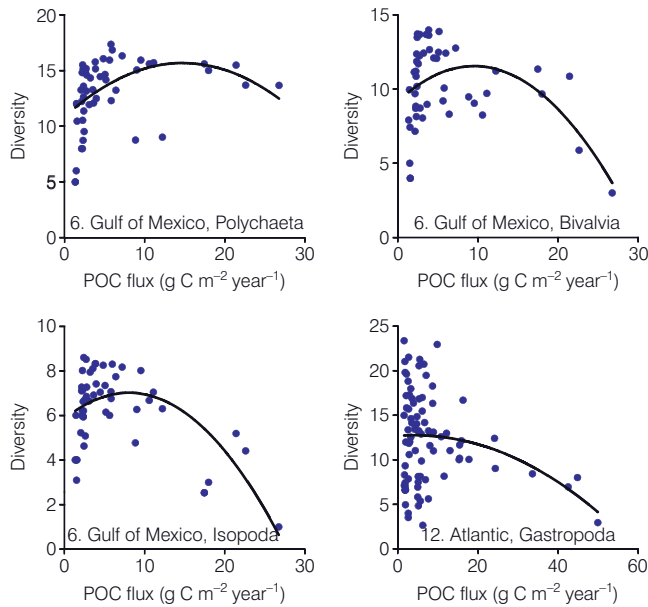 20
15
10
5
0
Diversity
6. Gulf of Mexico, Polychaeta
0 10 20 30
POC flux (g C m⁻² year⁻¹)
15
10
5
0
Diversity
6. Gulf of Mexico, Bivalvia
0 10 20 30
POC flux (g C m⁻² year⁻¹)
10
8
6
4
2
0
Diversity
6. Gulf of Mexico, Isopoda
0 10 20 30
POC flux (g C m⁻² year⁻¹)
25
20
15
10
5
0
Diversity
12. Atlantic, Gastropoda
0 20 40 60
POC flux (g C m⁻² year⁻¹)